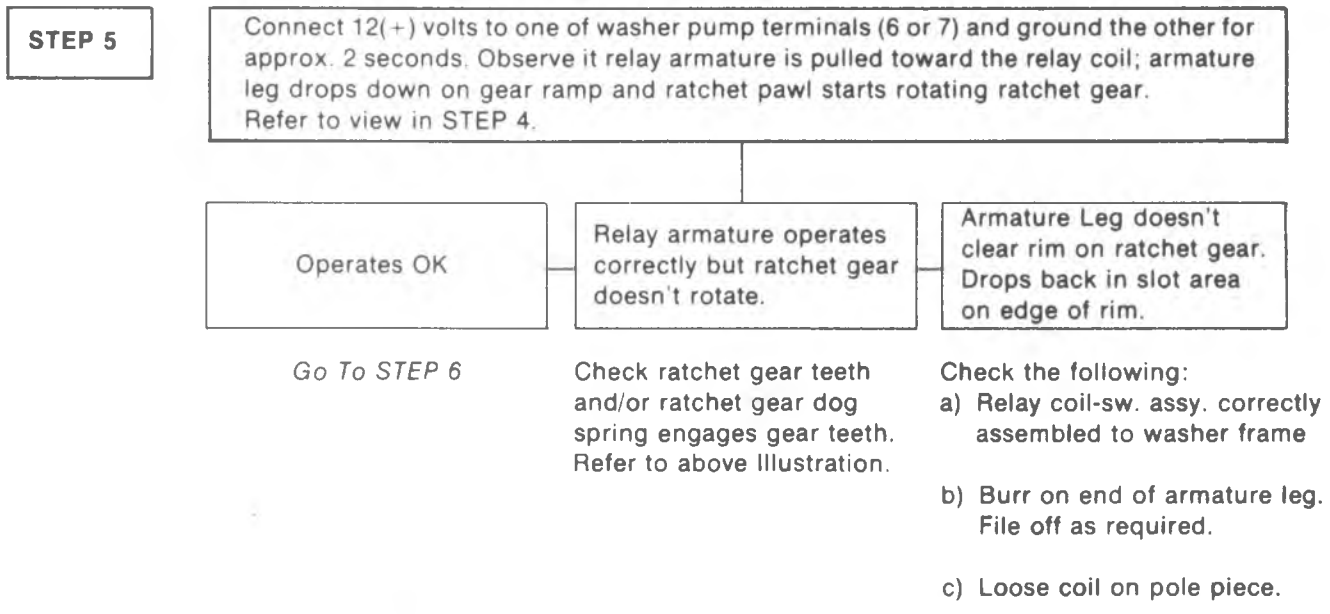 STEP 5
Connect 12(+) volts to one of washer pump terminals (6 or 7) and ground the other for
approx. 2 seconds. Observe it relay armature is pulled toward the relay coil; armature
leg drops down on gear ramp and ratchet pawl starts rotating ratchet gear.
Refer to view in STEP 4.
Operates OK
Relay armature operates
correctly but ratchet gear
doesn't rotate.
Armature Leg doesn't
clear rim on ratchet gear.
Drops back in slot area
on edge of rim.
Go To STEP 6
Check ratchet gear teeth
and/or ratchet gear dog
spring engages gear teeth.
Refer to above Illustration.
Check the following:
a) Relay coil-sw. assy. correctly
assembled to washer frame
b) Burr on end of armature leg.
File off as required.
c) Loose coil on pole piece.